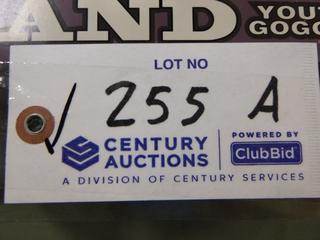 AND YOU
GOGO
LOT NO
✓ 255 A
CENTURY AUCTIONS
POWERED BY
ClubBid
A DIVISION OF CENTURY SERVICES